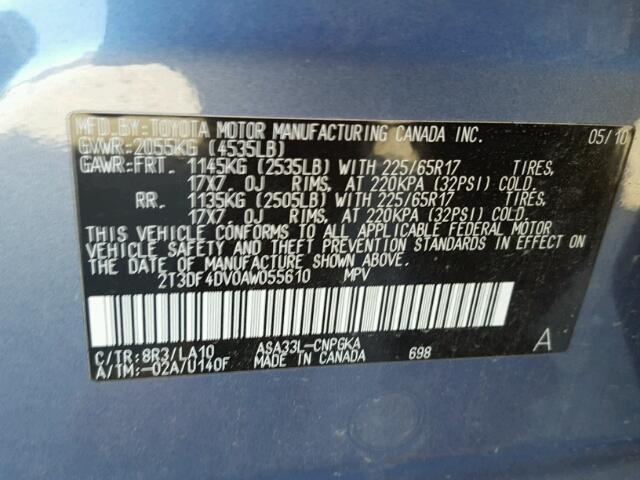 MFD.BY:TOYOTA MOTOR MANUFACTURING CANADA INC. 05/10
GVWR:2055KG (4535LB)
GAWR:FRT. 1145KG (2535LB) WITH 225/65R17 TIRES,
17X7. OJ RIMS, AT 220KPA (32PSI) COLD.
RR. 1135KG (2505LB) WITH 225/65R17 TIRES,
17X7. OJ RIMS, AT 220KPA (32PSI) COLD.
THIS VEHICLE CONFORMS TO ALL APPLICABLE FEDERAL MOTOR
VEHICLE SAFETY AND THEFT PREVENTION STANDARDS IN EFFECT ON
THE DATE OF MANUFACTURE SHOWN ABOVE.
2T3DF4DV0AW055610 MPV
C/TR:8R3/LA10 ASA33L-CNPGKA A
A/TM:-02A/U140F MADE IN CANADA 698